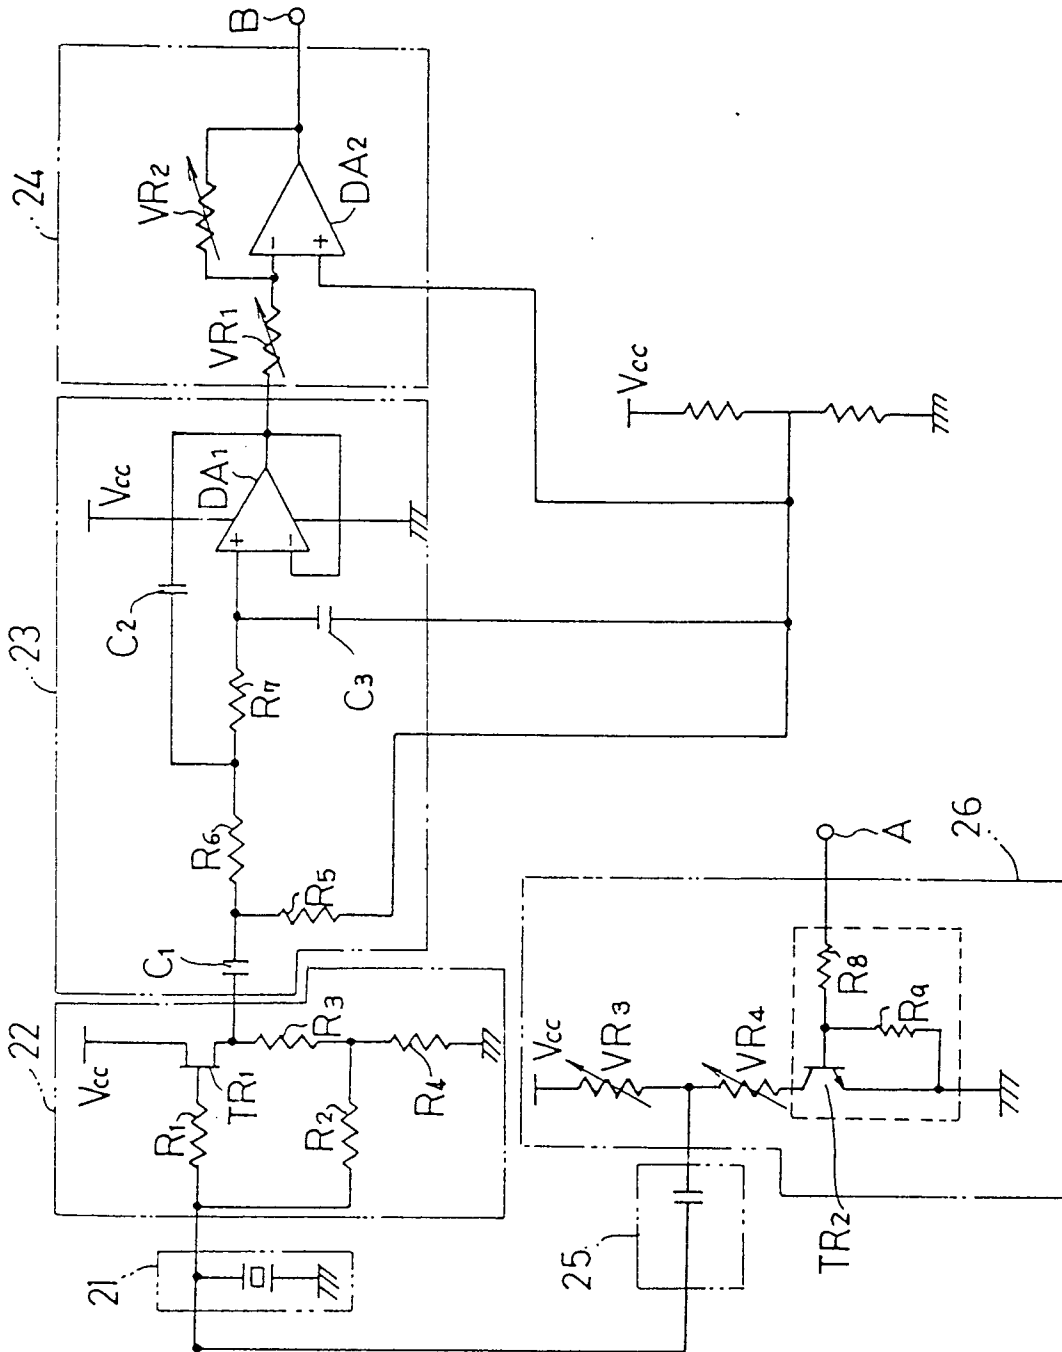 21
22
23
24
R1
Vcc
TR1
R2
R3
R4
C1
R5
R6
R7
C2
C3
Vcc
DA1
+
-
VR1
VR2
DA2
-
+
B
Vcc
25
26
Vcc
VR3
VR4
TR2
R8
R9
A